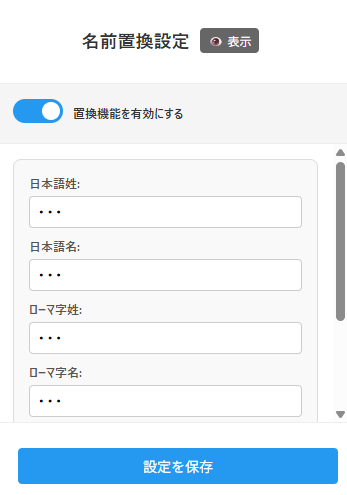 名前置換設定
👁️ 表示
置換機能を有効にする
日本語姓:
•••
日本語名:
•••
ローマ字姓:
•••
ローマ字名:
•••
設定を保存